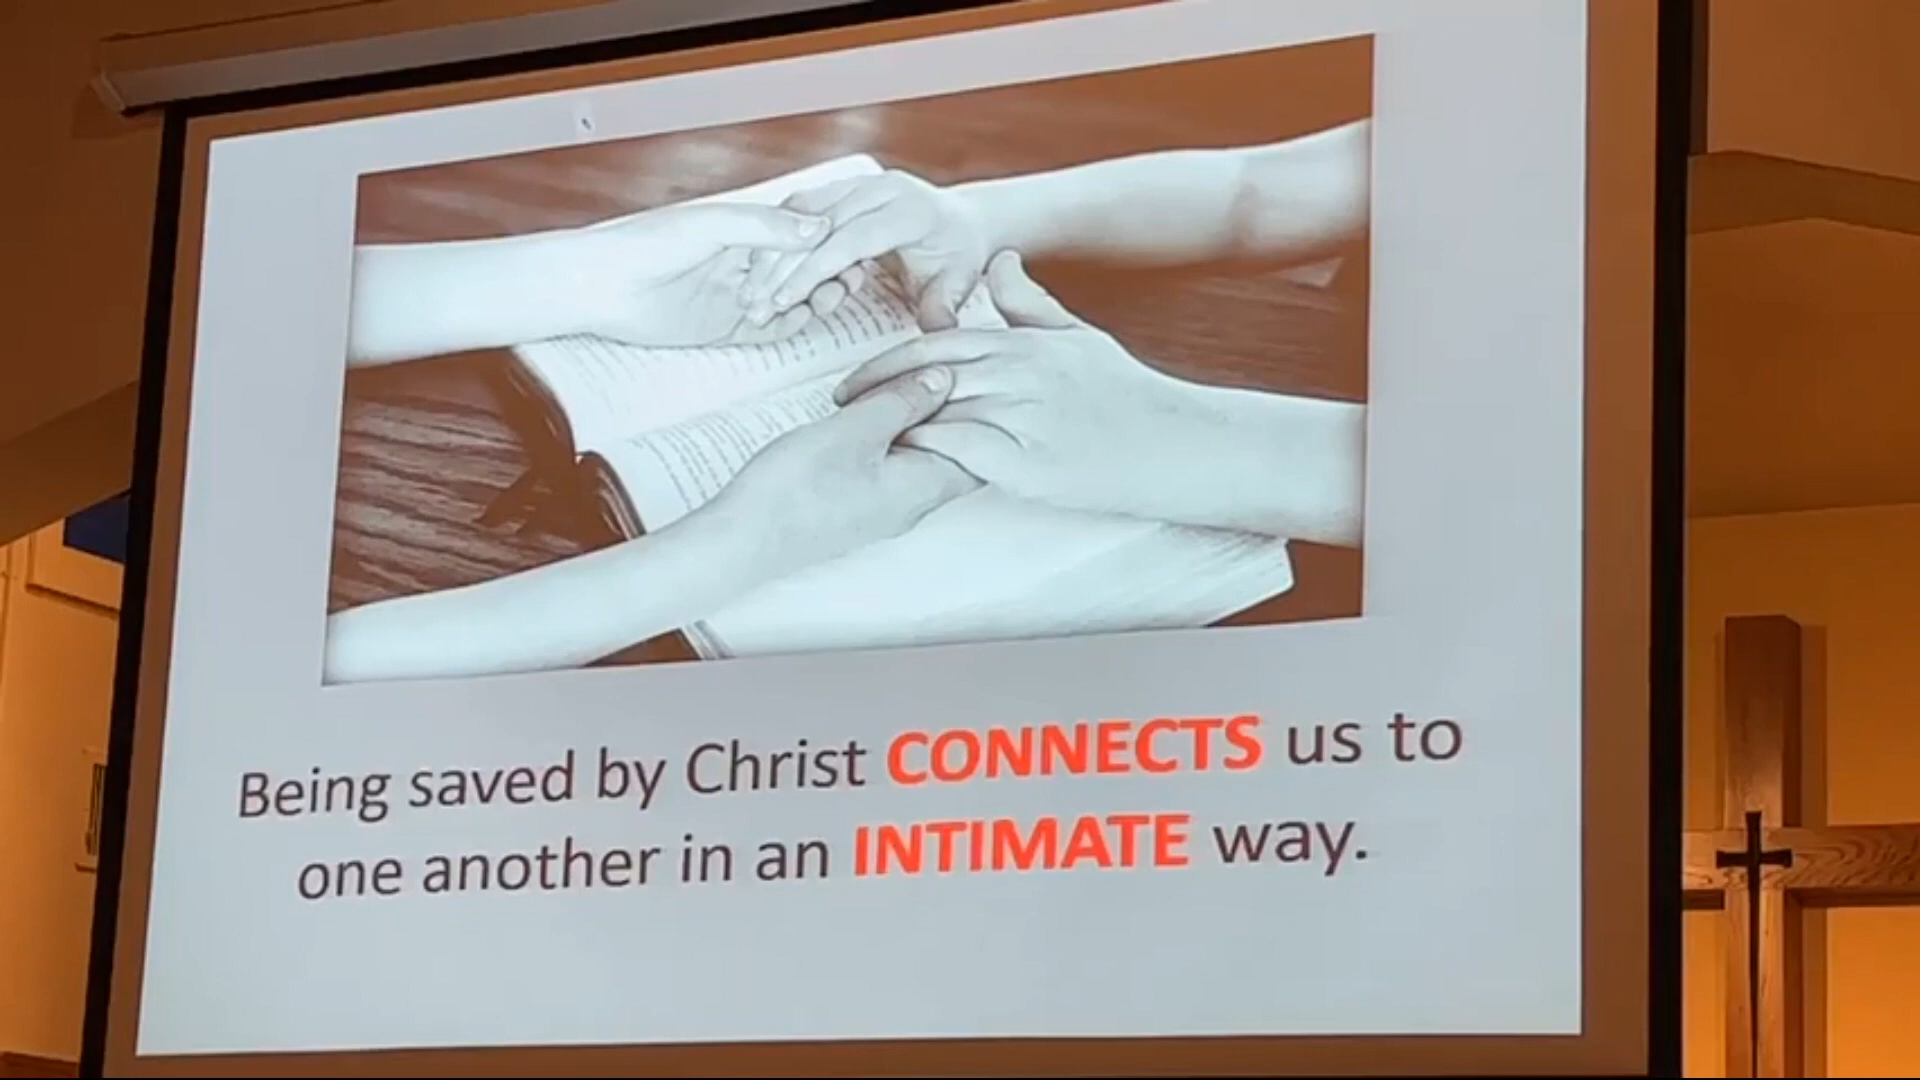 Being saved by Christ CONNECTS us to
one another in an INTIMATE way.